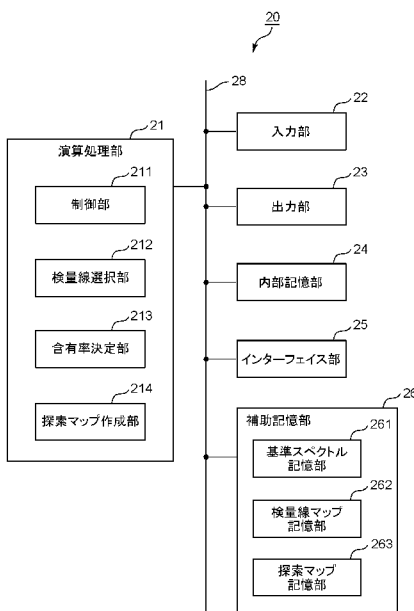 20
28
21
演算処理部
211
制御部
212
検量線選択部
213
含有率決定部
214
探索マップ作成部
22
入力部
23
出力部
24
内部記憶部
25
インターフェイス部
26
補助記憶部
261
基準スペクトル
記憶部
262
検量線マップ
記憶部
263
探索マップ
記憶部